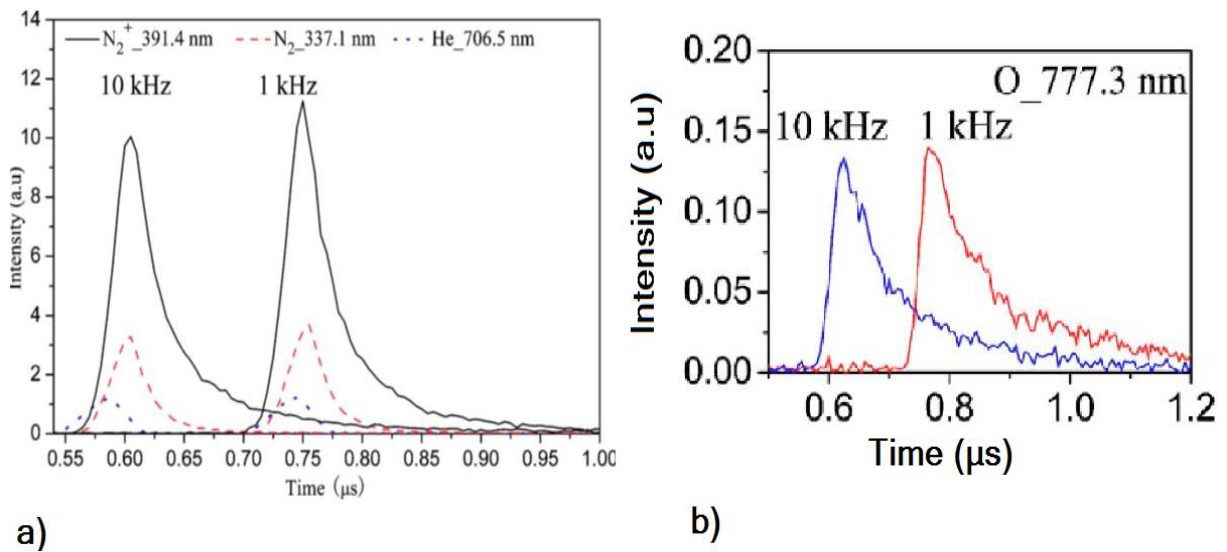 14
12
10
8
6
4
2
0
Intensity (a.u)
N₂⁺_391.4 nm N₂_337.1 nm He_706.5 nm
10 kHz 1 kHz
0.55 0.60 0.65 0.70 0.75 0.80 0.85 0.90 0.95 1.00
Time (μs)
a)
0.20
0.15
0.10
0.05
0.00
Intensity (a.u)
O_777.3 nm
10 kHz 1 kHz
0.6 0.8 1.0 1.2
Time (μs)
b)